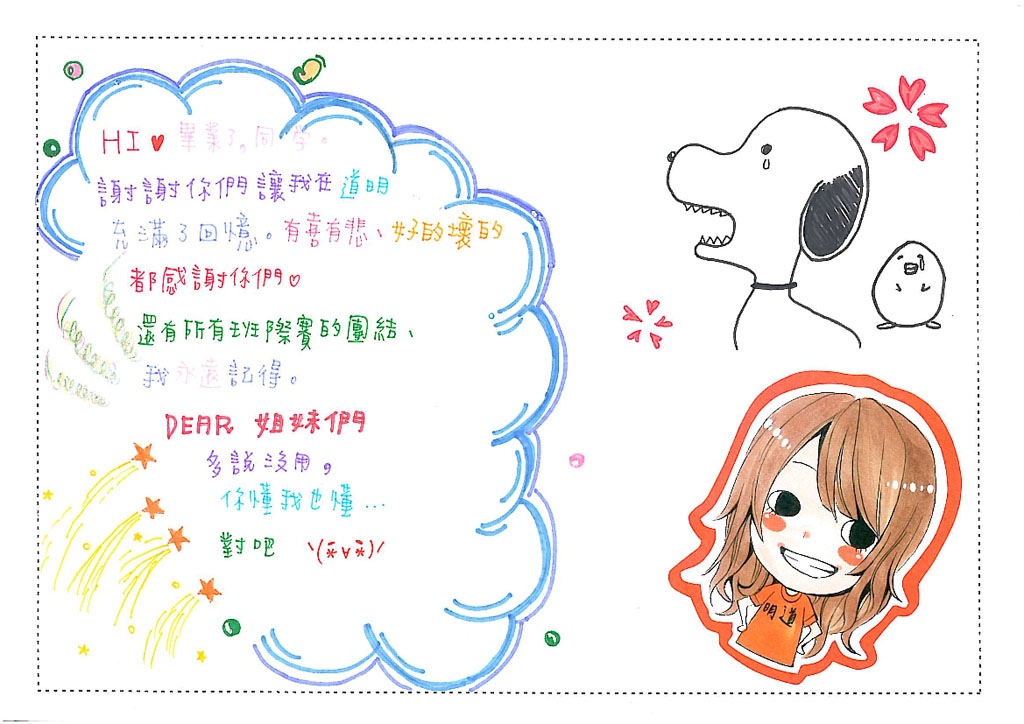 HI♥畢業了,同學。
謝謝你們讓我在道明
充滿了回憶。有喜有悲、好的壞的
都感謝你們♡
還有所有班際賽的團結、
我永遠記得。
DEAR 姐妹們
多說沒用,
你懂我也懂...
對吧 \(ˇ∀ˇ)/
明道